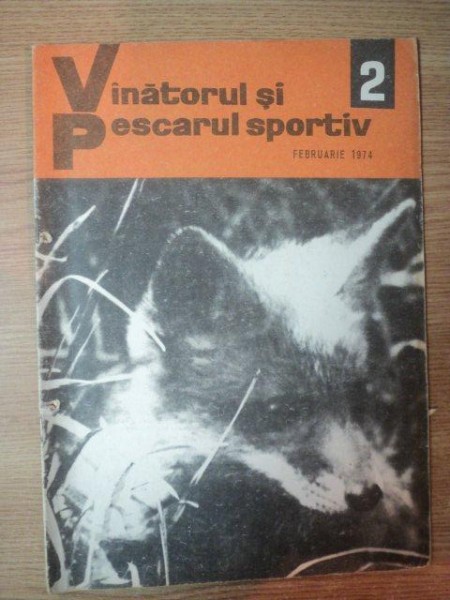 Vînătorul și
Pescarul sportiv
2
FEBRUARIE 1974